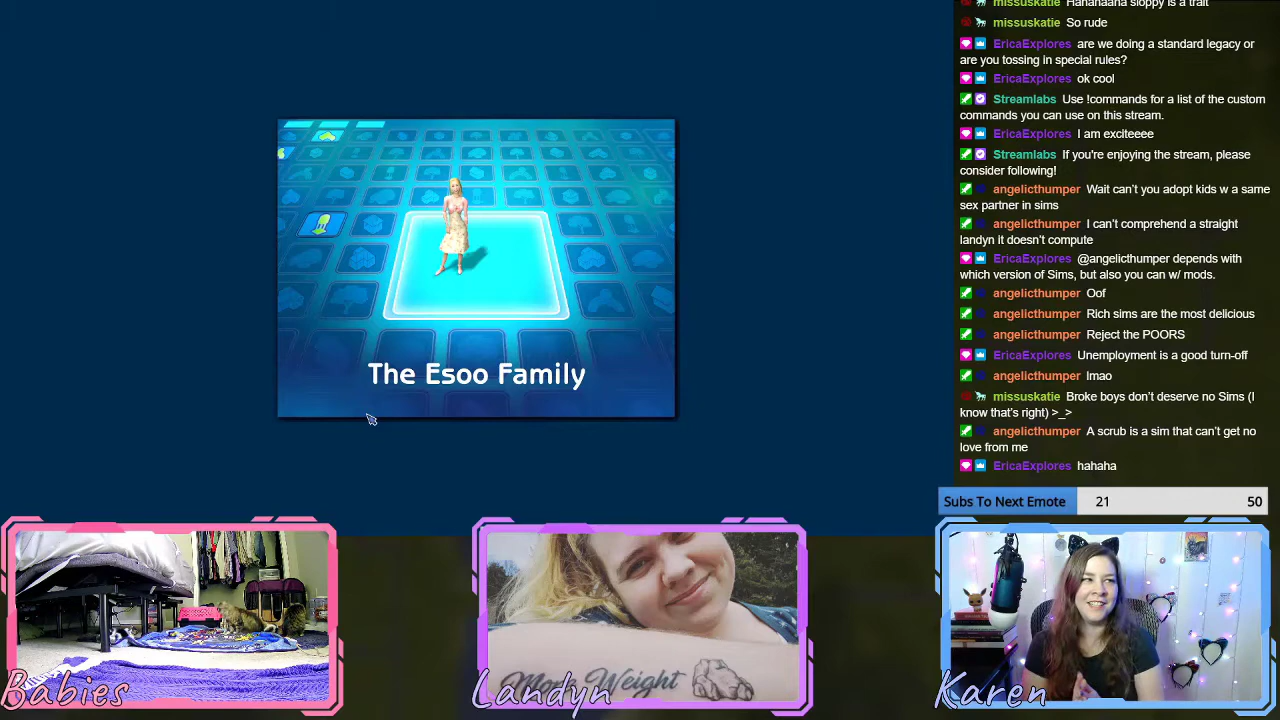 missuskatie Hahahaana sloppy is a trait
missuskatie So rude
EricaExplores are we doing a standard legacy or
are you tossing in special rules?
EricaExplores ok cool
Streamlabs Use !commands for a list of the custom
commands you can use on this stream.
EricaExplores I am exciteeee
Streamlabs If you're enjoying the stream, please
consider following!
angelicthumper Wait can't you adopt kids w a same
sex partner in sims
angelicthumper I can't comprehend a straight
landyn it doesn't compute
EricaExplores @angelicthumper depends with
which version of Sims, but also you can w/ mods.
angelicthumper Oof
angelicthumper Rich sims are the most delicious
angelicthumper Reject the POORS
EricaExplores Unemployment is a good turn-off
angelicthumper lmao
missuskatie Broke boys don't deserve no Sims (I
know that's right) >_>
angelicthumper A scrub is a sim that can't get no
love from me
EricaExplores hahaha
The Esoo Family
Subs To Next Emote 21 50
Babies
Landyn
More Weight
Karen